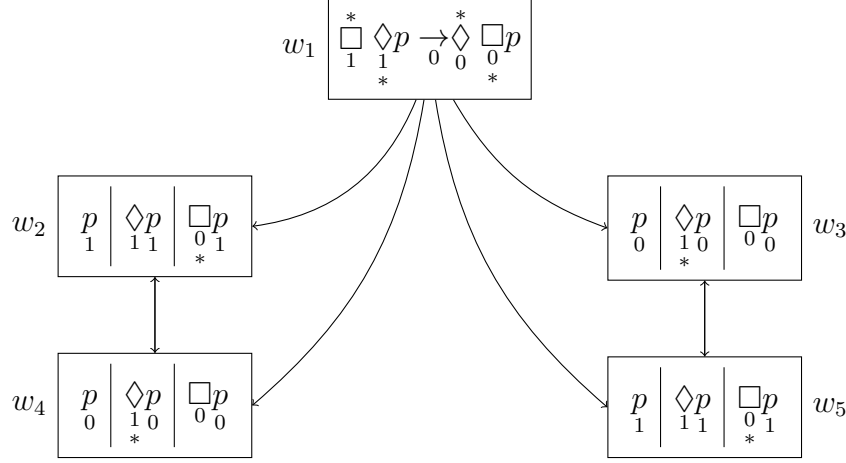 * *
w₁ □ ◇p → ◇ □p
1 1 0 0 0
* *
w₂ p | ◇p | □p
1 1 1 0 1
*
p | ◇p | □p w₃
0 1 0 0 0
*
w₄ p | ◇p | □p
0 1 0 0 0
*
p | ◇p | □p w₅
1 1 1 0 1
*